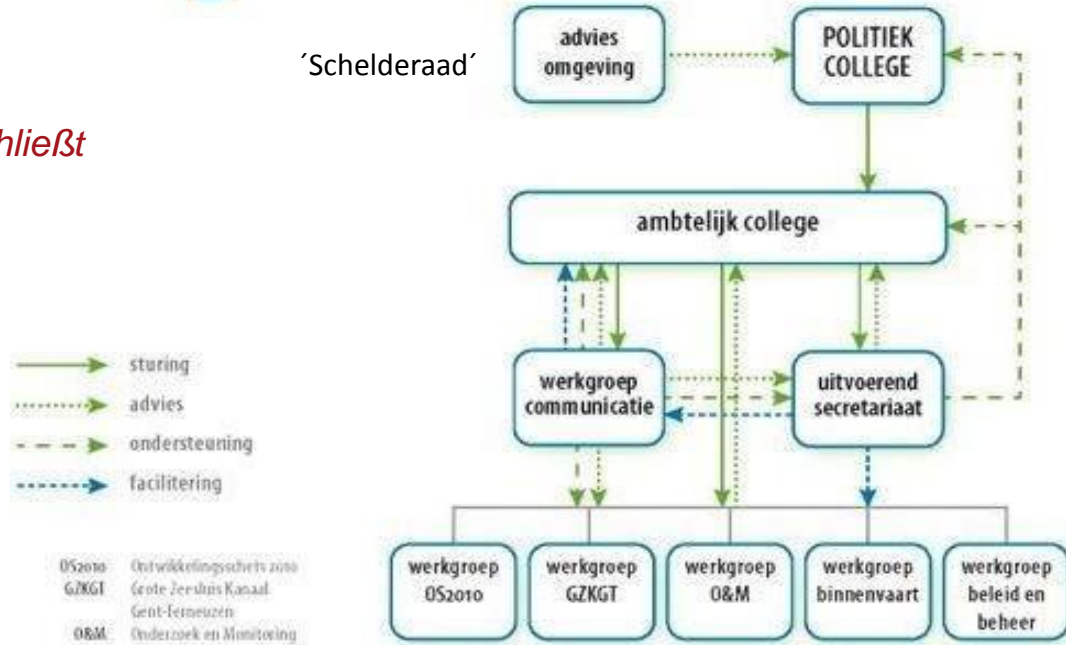 ´Schelderaad´
hließt
advies
omgeving
POLITIEK
COLLEGE
ambtelijk college
werkgroep
communicatie
uitvoerend
secretariaat
sturing
advies
ondersteuning
facilitering
OS2010 Ontwikkelingsschets 2010
GZKGT Grote Zeesluis Kanaal
Gent-Terneuzen
O&M Onderzoek en Monitoring
werkgroep
OS2010
werkgroep
GZKGT
werkgroep
O&M
werkgroep
binnenvaart
werkgroep
beleid en
beheer